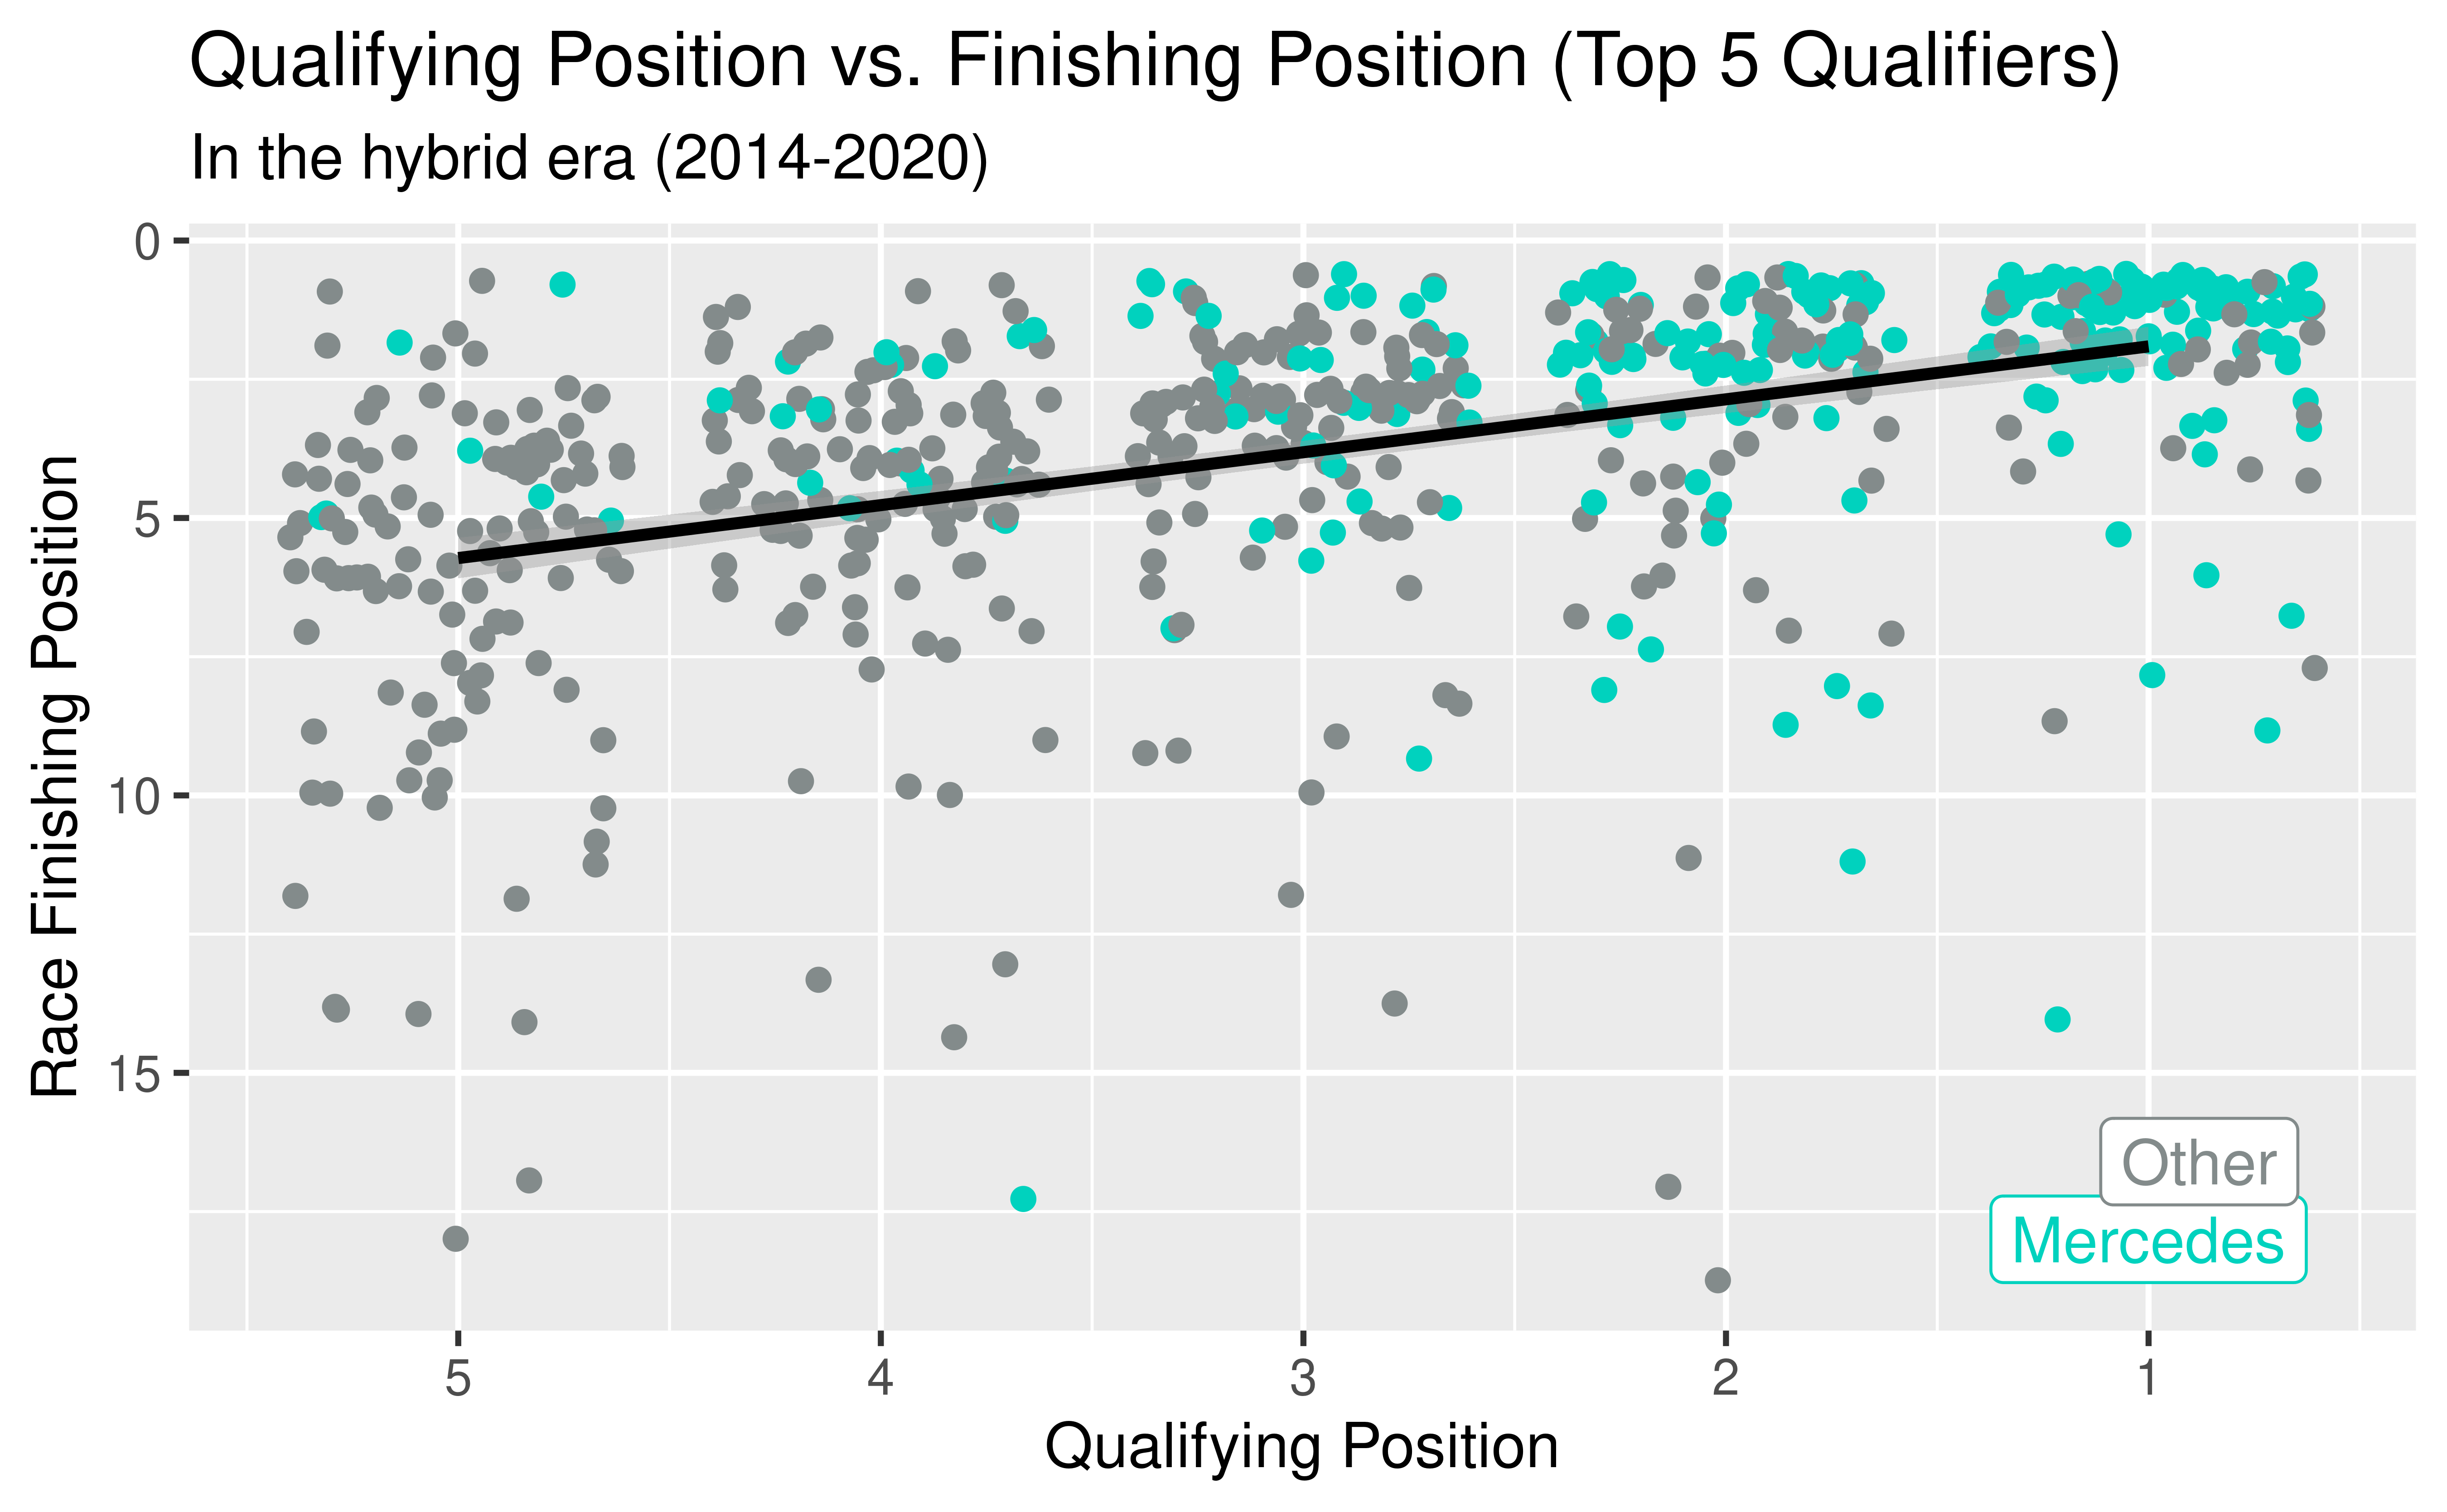 Qualifying Position vs. Finishing Position (Top 5 Qualifiers)
In the hybrid era (2014-2020)
0
5
10
15
Race Finishing Position
Other
Mercedes
5
4
3
2
1
Qualifying Position